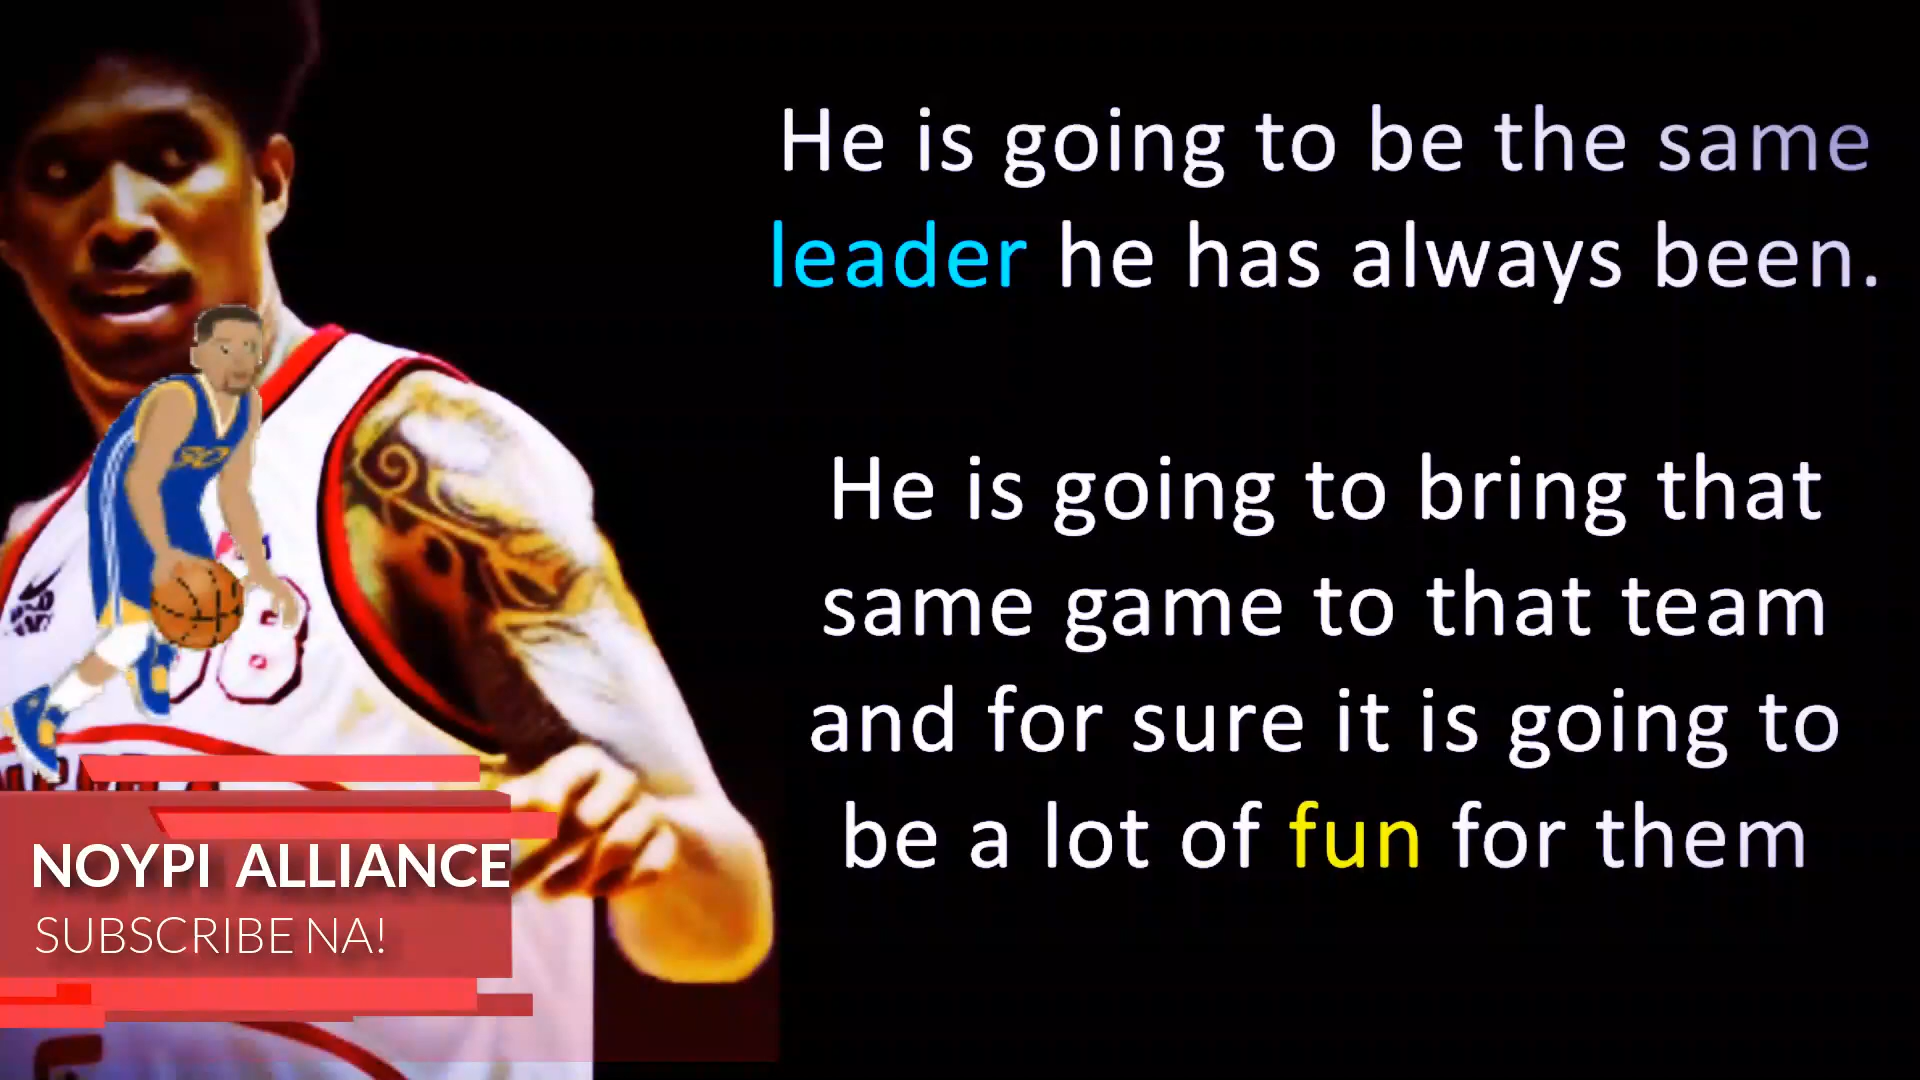 He is going to be the same
leader he has always been.
He is going to bring that
same game to that team
and for sure it is going to
be a lot of fun for them
NOYPI ALLIANCE
SUBSCRIBE NA!